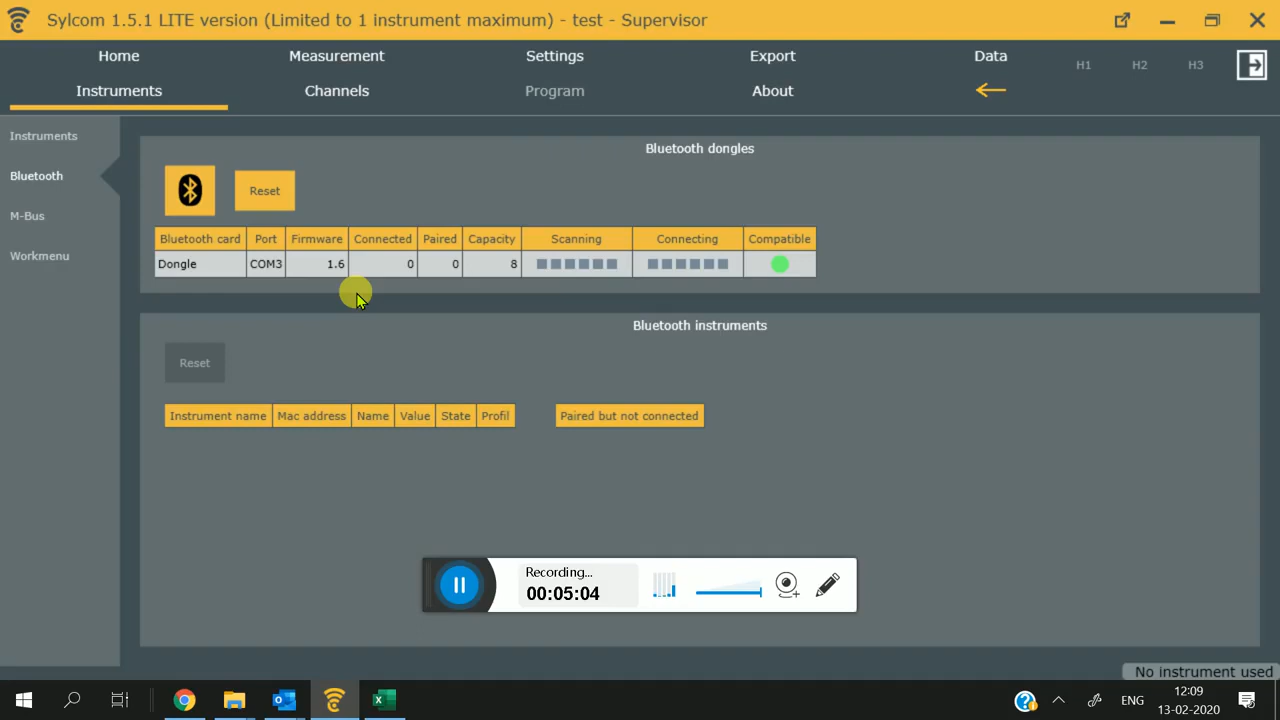 Sylcom 1.5.1 LITE version (Limited to 1 instrument maximum) - test - Supervisor
Home Measurement Settings Export Data H1 H2 H3
Instruments Channels Program About
Instruments
Bluetooth
M-Bus
Workmenu
Bluetooth dongles
Reset
Bluetooth card Port Firmware Connected Paired Capacity Scanning Connecting Compatible
Dongle COM3 1.6 0 0 8
Bluetooth instruments
Reset
Instrument name Mac address Name Value State Profil Paired but not connected
Recording...
00:05:04
No instrument used
ENG 12:09
13-02-2020